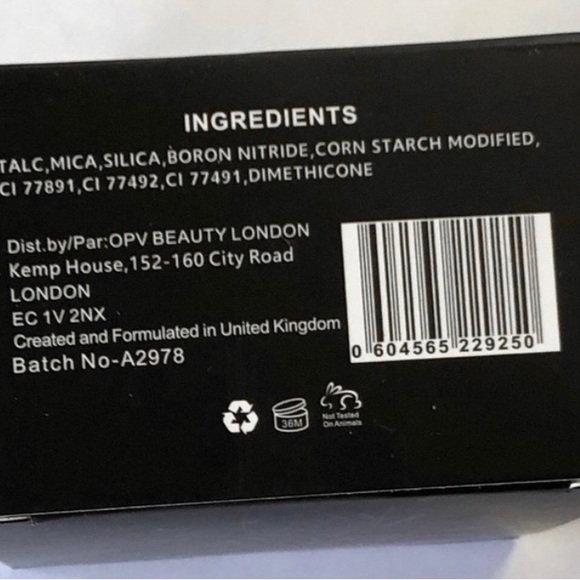 INGREDIENTS
TALC,MICA,SILICA,BORON NITRIDE,CORN STARCH MODIFIED,
CI 77891,CI 77492,CI 77491,DIMETHICONE
Dist.by/Par:OPV BEAUTY LONDON
Kemp House,152-160 City Road
LONDON
EC 1V 2NX
Created and Formulated in United Kingdom
Batch No-A2978
0 604565 229250
36M
Not Tested
On Animals